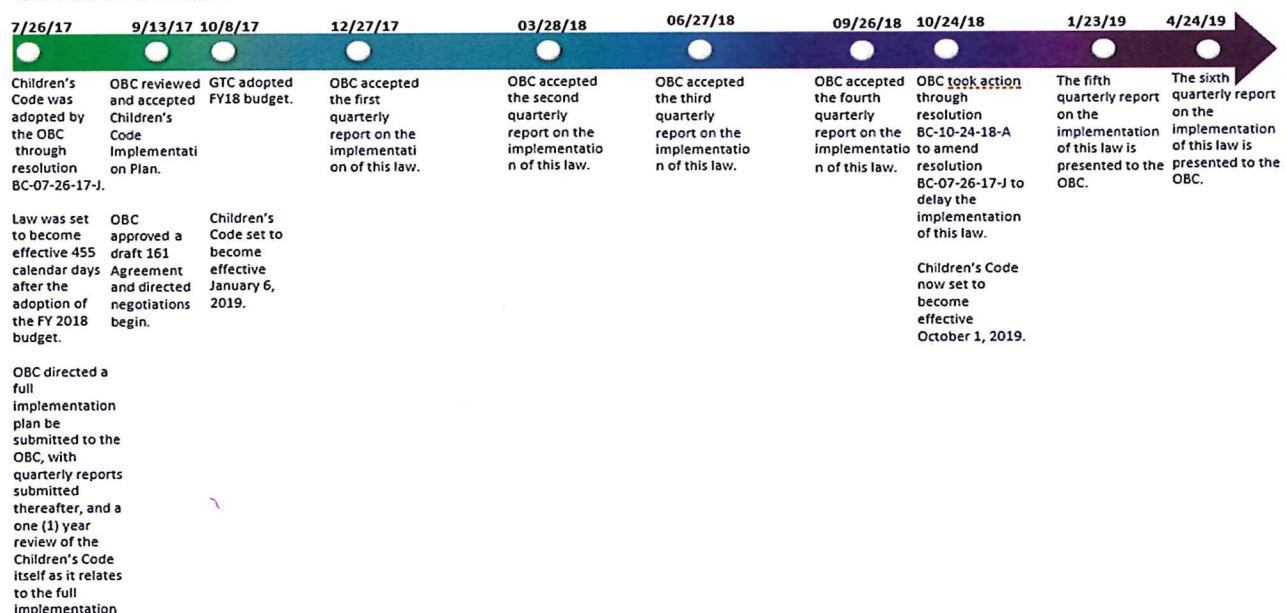 7/26/17
Children's
Code was
adopted by
the OBC
through
resolution
BC-07-26-17-J.
Law was set
to become
effective 455
calendar days
after the
adoption of
the FY 2018
budget.
OBC directed a
full
implementation
plan be
submitted to the
OBC, with
quarterly reports
submitted
thereafter, and a
one (1) year
review of the
Children's Code
itself as it relates
to the full
implementation
9/13/17
OBC reviewed
and accepted
Children's
Code
Implementati
on Plan.
OBC
approved a
draft 161
Agreement
and directed
negotiations
begin.
10/8/17
GTC adopted
FY18 budget.
Children's
Code set to
become
effective
January 6,
2019.
12/27/17
OBC accepted
the first
quarterly
report on the
implementati
on of this law.
03/28/18
OBC accepted
the second
quarterly
report on the
implementatio
n of this law.
06/27/18
OBC accepted
the third
quarterly
report on the
implementatio
n of this law.
09/26/18
OBC accepted
the fourth
quarterly
report on the
implementatio
n of this law.
10/24/18
OBC took action
through
resolution
BC-10-24-18-A
to amend
resolution
BC-07-26-17-J to
delay the
implementation
of this law.
Children's Code
now set to
become
effective
October 1, 2019.
1/23/19
The fifth
quarterly report
on the
implementation
of this law is
presented to the
OBC.
4/24/19
The sixth
quarterly report
on the
implementation
of this law is
presented to the
OBC.